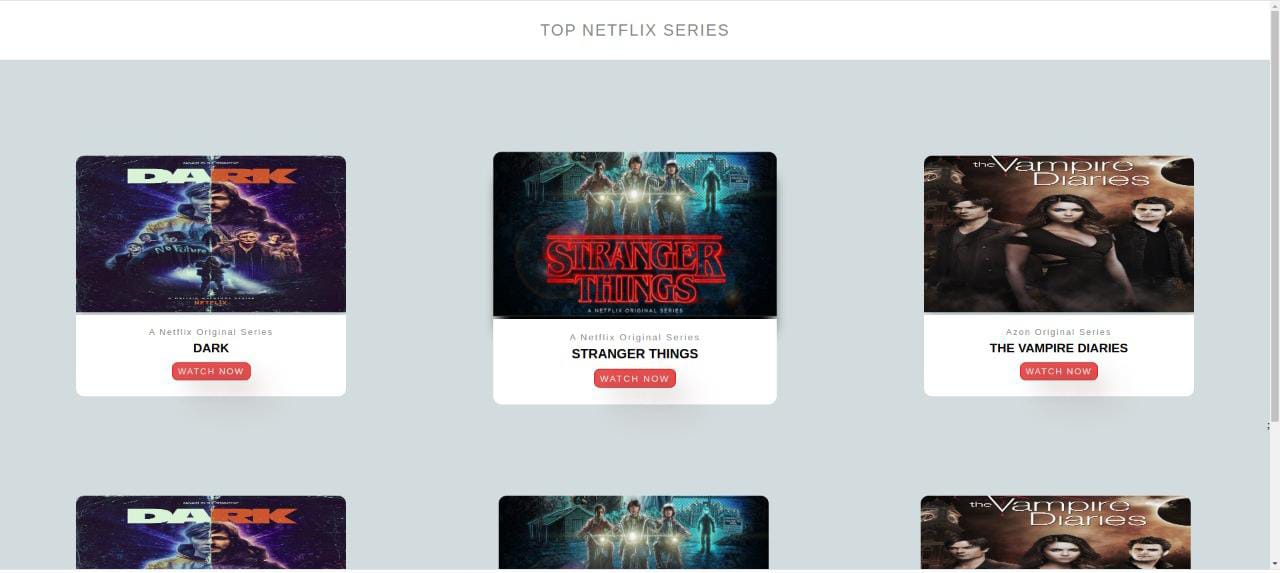 TOP NETFLIX SERIES
DARK
No Future
NETFLIX
A Netflix Original Series
DARK
WATCH NOW
STRANGER
THINGS
A NETFLIX ORIGINAL SERIES
A Netflix Original Series
STRANGER THINGS
WATCH NOW
the Vampire
Diaries
Azon Original Series
THE VAMPIRE DIARIES
WATCH NOW
;
DARK
the Vampire
Diaries